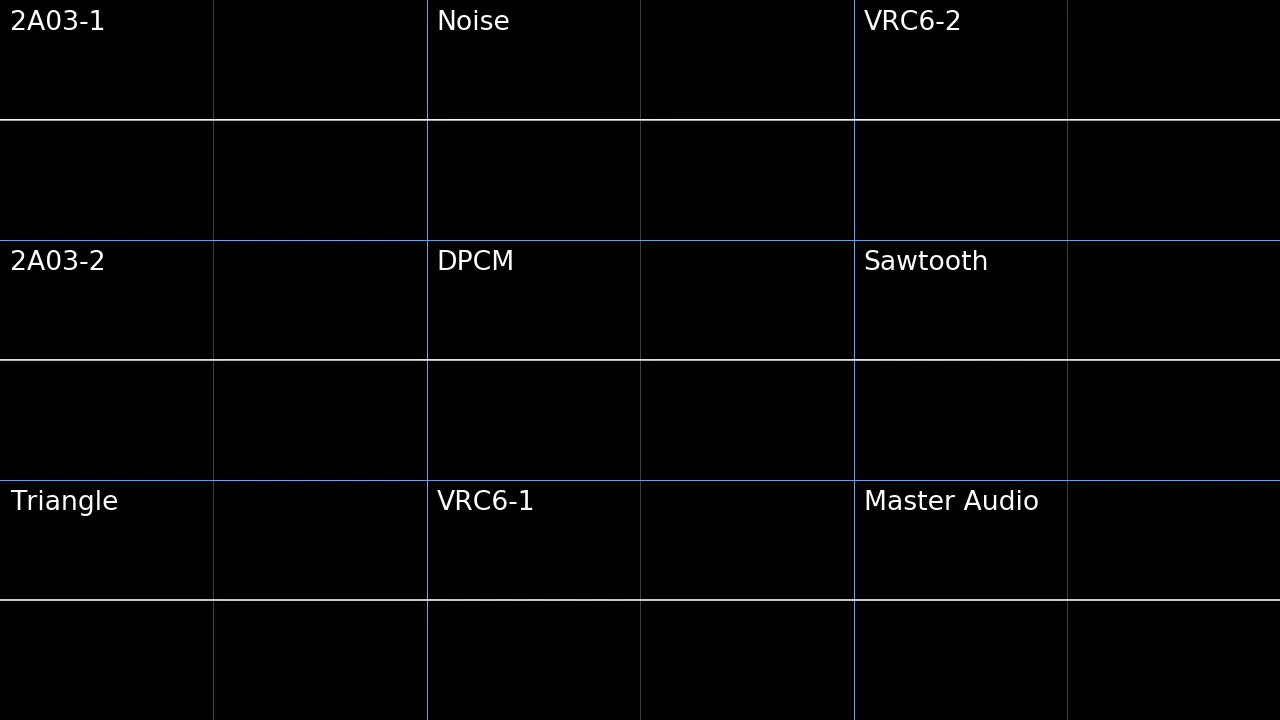 2A03-1
Noise
VRC6-2
2A03-2
DPCM
Sawtooth
Triangle
VRC6-1
Master Audio